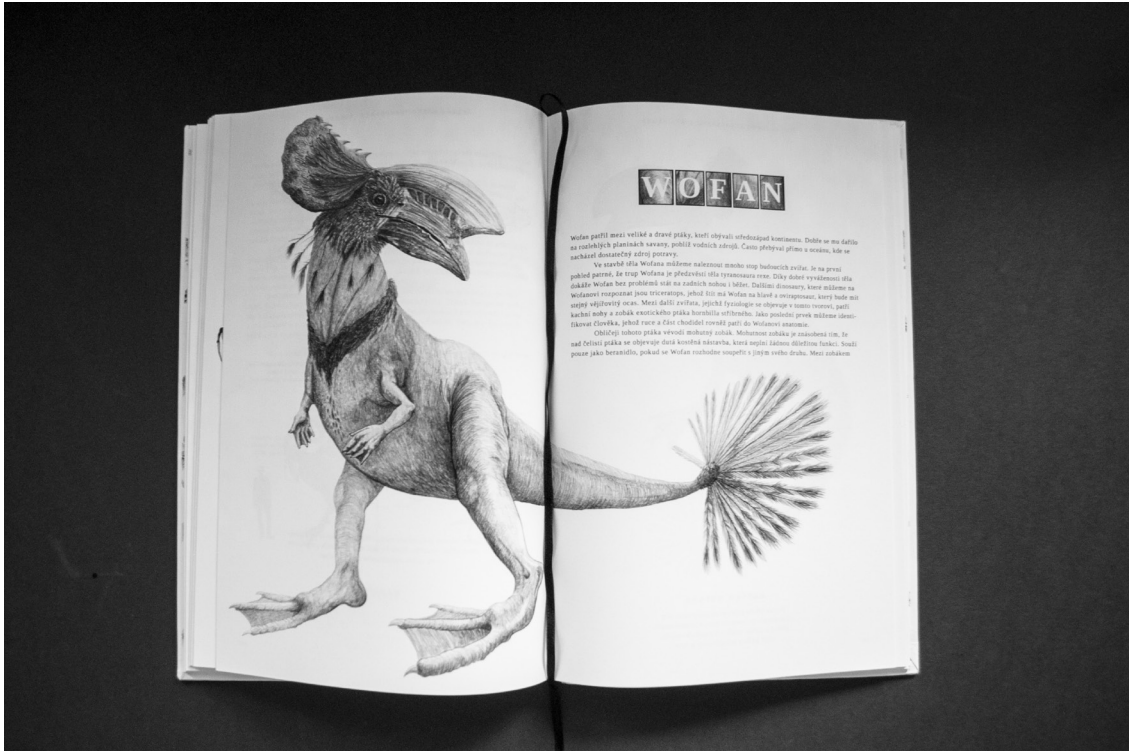 WOFAN
Wofan patřil mezi veliké a dravé ptáky, kteří obývali středozápad kontinentu. Dobře se mu dařilo
na rozlehlých planinách savany, poblíž vodních zdrojů. Často přebýval přímo u oceánu, kde se
nacházel dostatečný zdroj potravy.
Ve stavbě těla Wofana můžeme naleznout mnoho stop budoucích zvířat. Je na první
pohled patrné, že trup Wofana je předzvěstí těla tyranosaura rexe. Díky dobré vyváženosti těla
dokáže Wofan bez problémů stát na zadních nohou i běžet. Dalšími dinosaury, které můžeme na
Wofanovi rozpoznat jsou triceratops, jehož štít má Wofan na hlavě a oviraptosaur, který bude mít
stejný vějířovitý ocas. Mezi další zvířata, jejichž fyziologie se objevuje v tomto tvorovi, patří
kachní nohy a zobák exotického ptáka hornbilla stříbrného. Jako poslední prvek můžeme identi-
fikovat člověka, jehož ruce a část chodidel rovněž patří do Wofanovi anatomie.
Obličeji tohoto ptáka vévodí mohutný zobák. Mohutnost zobáku je znásobená tím, že
nad čelistí ptáka se objevuje dutá kostěná nástavba, která neplní žádnou důležitou funkci. Slouží
pouze jako beranidlo, pokud se Wofan rozhodne soupeřit s jiným svého druhu. Mezi zobákem